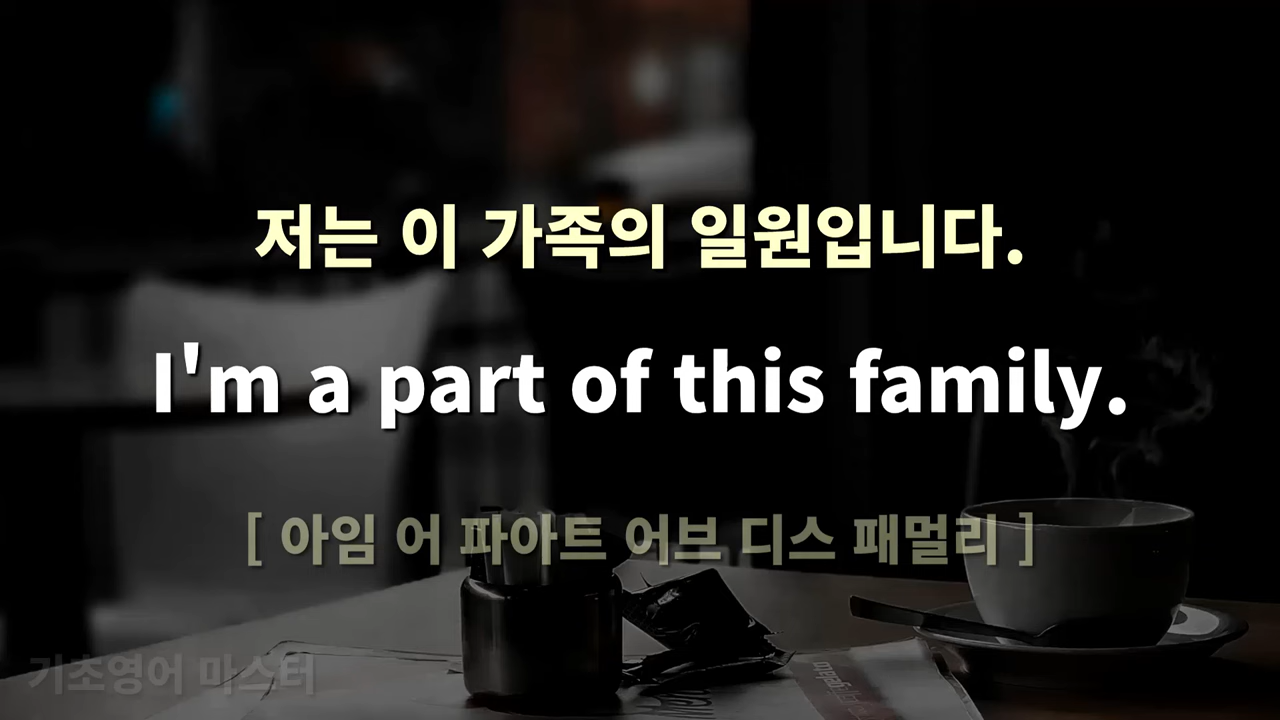 저는 이 가족의 일원입니다.
I'm a part of this family.
[ 아임 어 파아트 어브 디스 패멀리 ]
기초영어 마스터